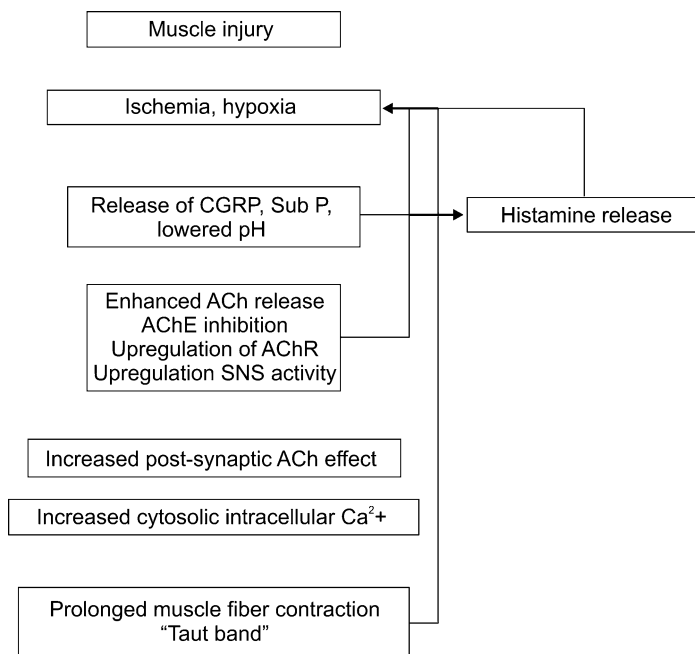 Muscle injury
Ischemia, hypoxia
Release of CGRP, Sub P,
lowered pH
Histamine release
Enhanced ACh release
AChE inhibition
Upregulation of AChR
Upregulation SNS activity
Increased post-synaptic ACh effect
Increased cytosolic intracellular Ca²+
Prolonged muscle fiber contraction
“Taut band”